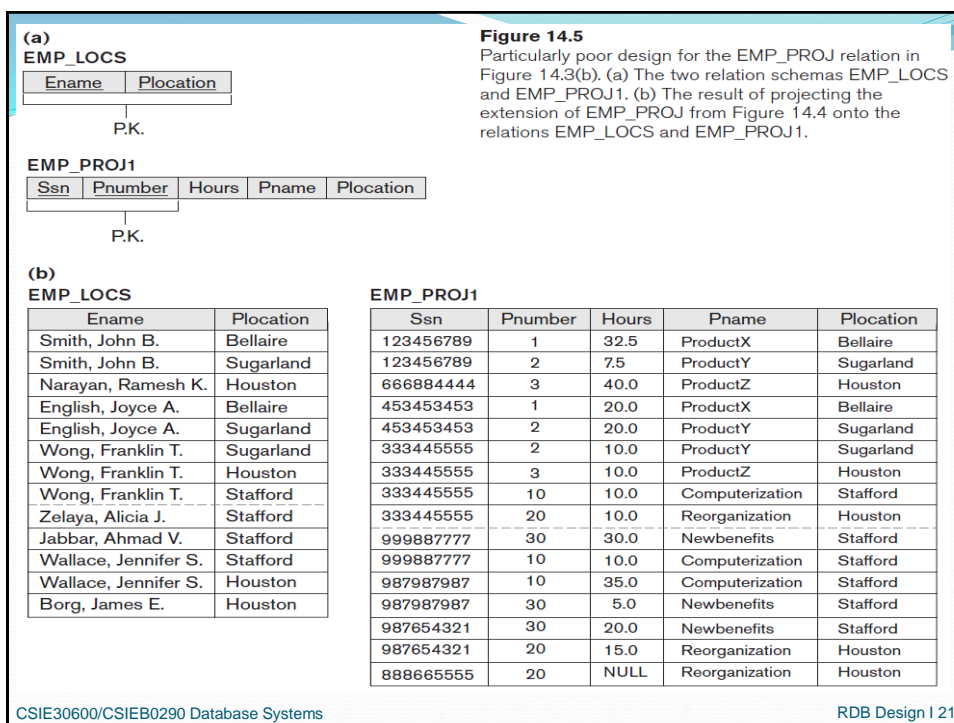 (a)
EMP_LOCS
Ename Plocation
P.K.
EMP_PROJ1
Ssn Pnumber Hours Pname Plocation
P.K.
Figure 14.5
Particularly poor design for the EMP_PROJ relation in
Figure 14.3(b). (a) The two relation schemas EMP_LOCS
and EMP_PROJ1. (b) The result of projecting the
extension of EMP_PROJ from Figure 14.4 onto the
relations EMP_LOCS and EMP_PROJ1.
(b)
EMP_LOCS
Ename Plocation
Smith, John B. Bellaire
Smith, John B. Sugarland
Narayan, Ramesh K. Houston
English, Joyce A. Bellaire
English, Joyce A. Sugarland
Wong, Franklin T. Sugarland
Wong, Franklin T. Houston
Wong, Franklin T. Stafford
Zelaya, Alicia J. Stafford
Jabbar, Ahmad V. Stafford
Wallace, Jennifer S. Stafford
Wallace, Jennifer S. Houston
Borg, James E. Houston
EMP_PROJ1
Ssn Pnumber Hours Pname Plocation
123456789 1 32.5 ProductX Bellaire
123456789 2 7.5 ProductY Sugarland
666884444 3 40.0 ProductZ Houston
453453453 1 20.0 ProductX Bellaire
453453453 2 20.0 ProductY Sugarland
333445555 2 10.0 ProductY Sugarland
333445555 3 10.0 ProductZ Houston
333445555 10 10.0 Computerization Stafford
333445555 20 10.0 Reorganization Houston
999887777 30 30.0 Newbenefits Stafford
999887777 10 10.0 Computerization Stafford
987987987 10 35.0 Computerization Stafford
987987987 30 5.0 Newbenefits Stafford
987654321 30 20.0 Newbenefits Stafford
987654321 20 15.0 Reorganization Houston
888665555 20 NULL Reorganization Houston
CSIE30600/CSIEB0290 Database Systems
RDB Design I 21